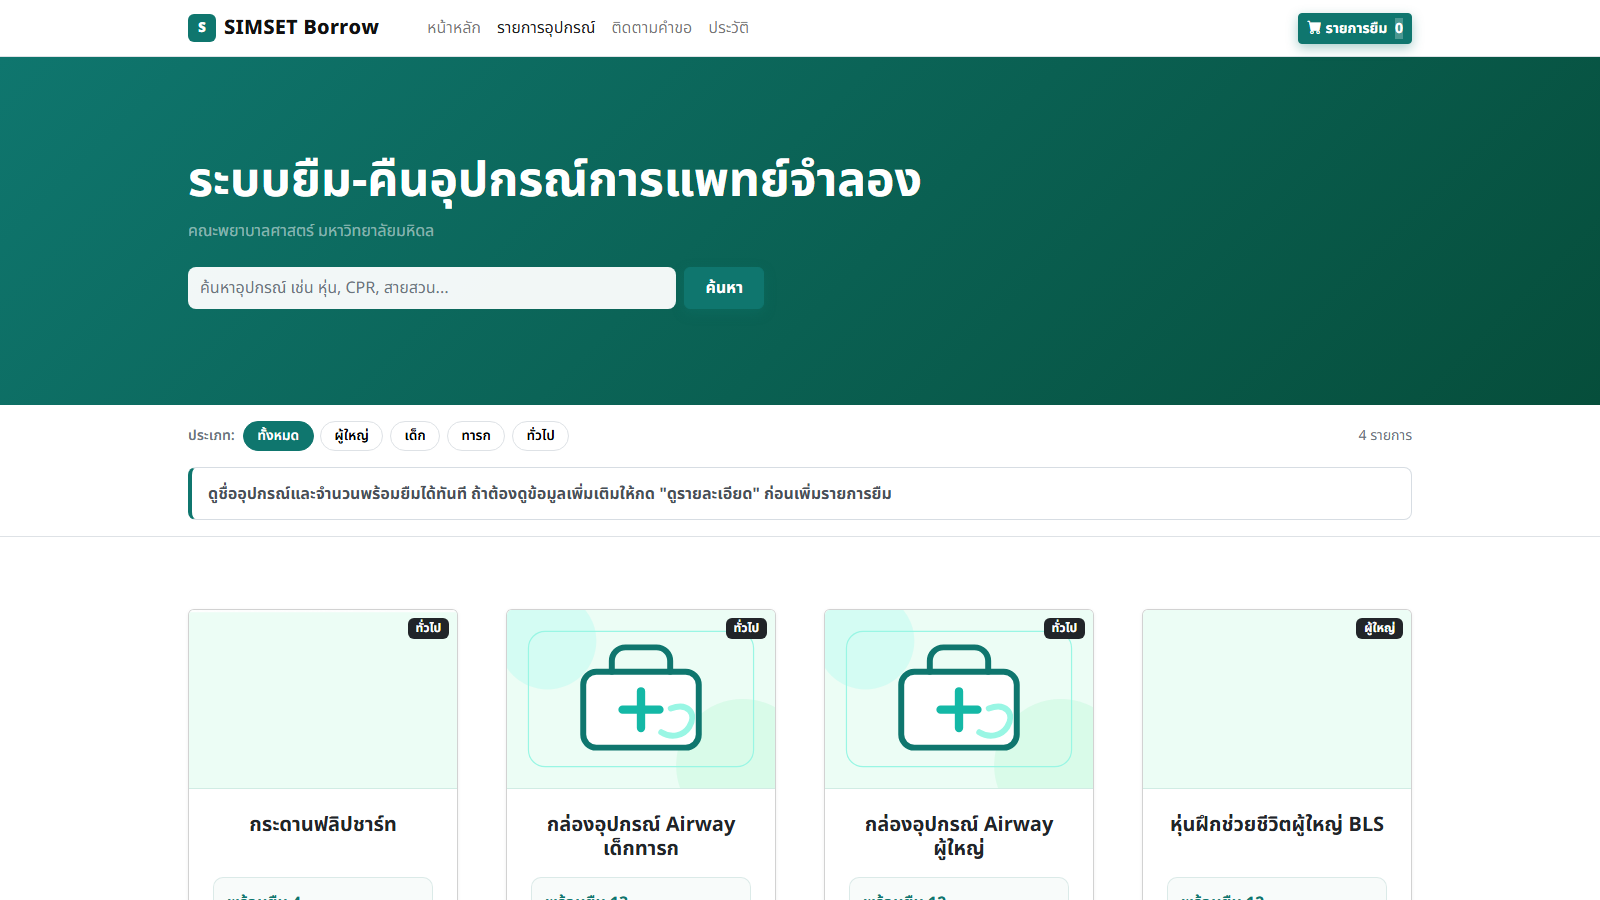 S SIMSET Borrow หน้าหลัก รายการอุปกรณ์ ติดตามคำขอ ประวัติ รายการยืม 0
ระบบยืม-คืนอุปกรณ์การแพทย์จำลอง
คณะพยาบาลศาสตร์ มหาวิทยาลัยมหิดล
ค้นหาอุปกรณ์ เช่น หุ่น, CPR, สายสวน... ค้นหา
ประเภท: ทั้งหมด ผู้ใหญ่ เด็ก ทารก ทั่วไป 4 รายการ
ดูชื่ออุปกรณ์และจำนวนพร้อมยืมได้ทันที ถ้าต้องดูข้อมูลเพิ่มเติมให้กด "ดูรายละเอียด" ก่อนเพิ่มรายการยืม
ทั่วไป ทั่วไป ทั่วไป ผู้ใหญ่
กระดานฟลิปชาร์ท
กล่องอุปกรณ์ Airway
เด็กทารก
กล่องอุปกรณ์ Airway
ผู้ใหญ่
หุ่นฝึกช่วยชีวิตผู้ใหญ่ BLS